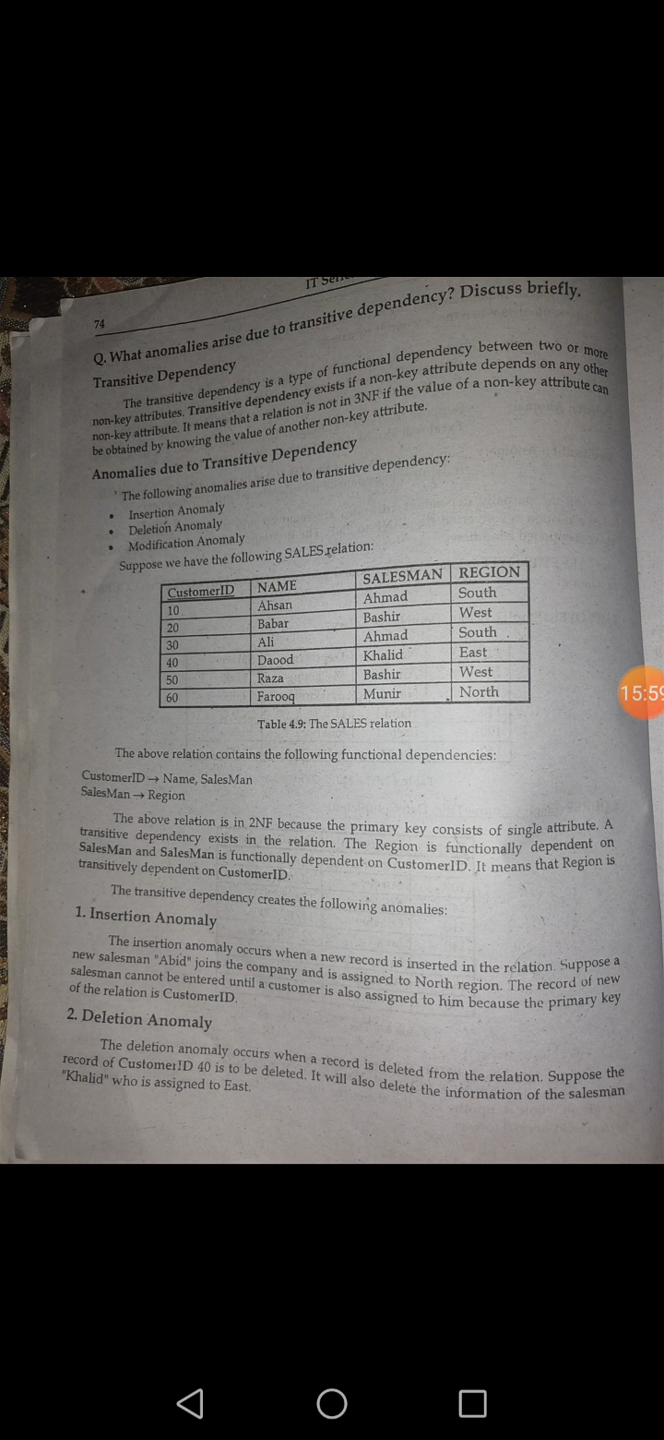 IT Ser
74
Q. What anomalies arise due to transitive dependency? Discuss briefly.
Transitive Dependency
The transitive dependency is a type of functional dependency between two or more
non-key attributes. Transitive dependency exists if a non-key attribute depends on any other
non-key attribute. It means that a relation is not in 3NF if the value of a non-key attribute can
be obtained by knowing the value of another non-key attribute.
Anomalies due to Transitive Dependency
The following anomalies arise due to transitive dependency:
• Insertion Anomaly
• Deletion Anomaly
• Modification Anomaly
Suppose we have the following SALES relation:
CustomerID NAME SALESMAN REGION
10 Ahsan Ahmad South
20 Babar Bashir West
30 Ali Ahmad South
40 Daood Khalid East
50 Raza Bashir West
60 Farooq Munir North
Table 4.9: The SALES relation
The above relation contains the following functional dependencies:
CustomerID → Name, SalesMan
SalesMan → Region
The above relation is in 2NF because the primary key consists of single attribute. A
transitive dependency exists in the relation. The Region is functionally dependent on
SalesMan and SalesMan is functionally dependent on CustomerID. It means that Region is
transitively dependent on CustomerID.
The transitive dependency creates the following anomalies:
1. Insertion Anomaly
The insertion anomaly occurs when a new record is inserted in the relation. Suppose a
new salesman "Abid" joins the company and is assigned to North region. The record of new
salesman cannot be entered until a customer is also assigned to him because the primary key
of the relation is CustomerID.
2. Deletion Anomaly
The deletion anomaly occurs when a record is deleted from the relation. Suppose the
record of CustomerID 40 is to be deleted. It will also delete the information of the salesman
"Khalid" who is assigned to East.
15:59